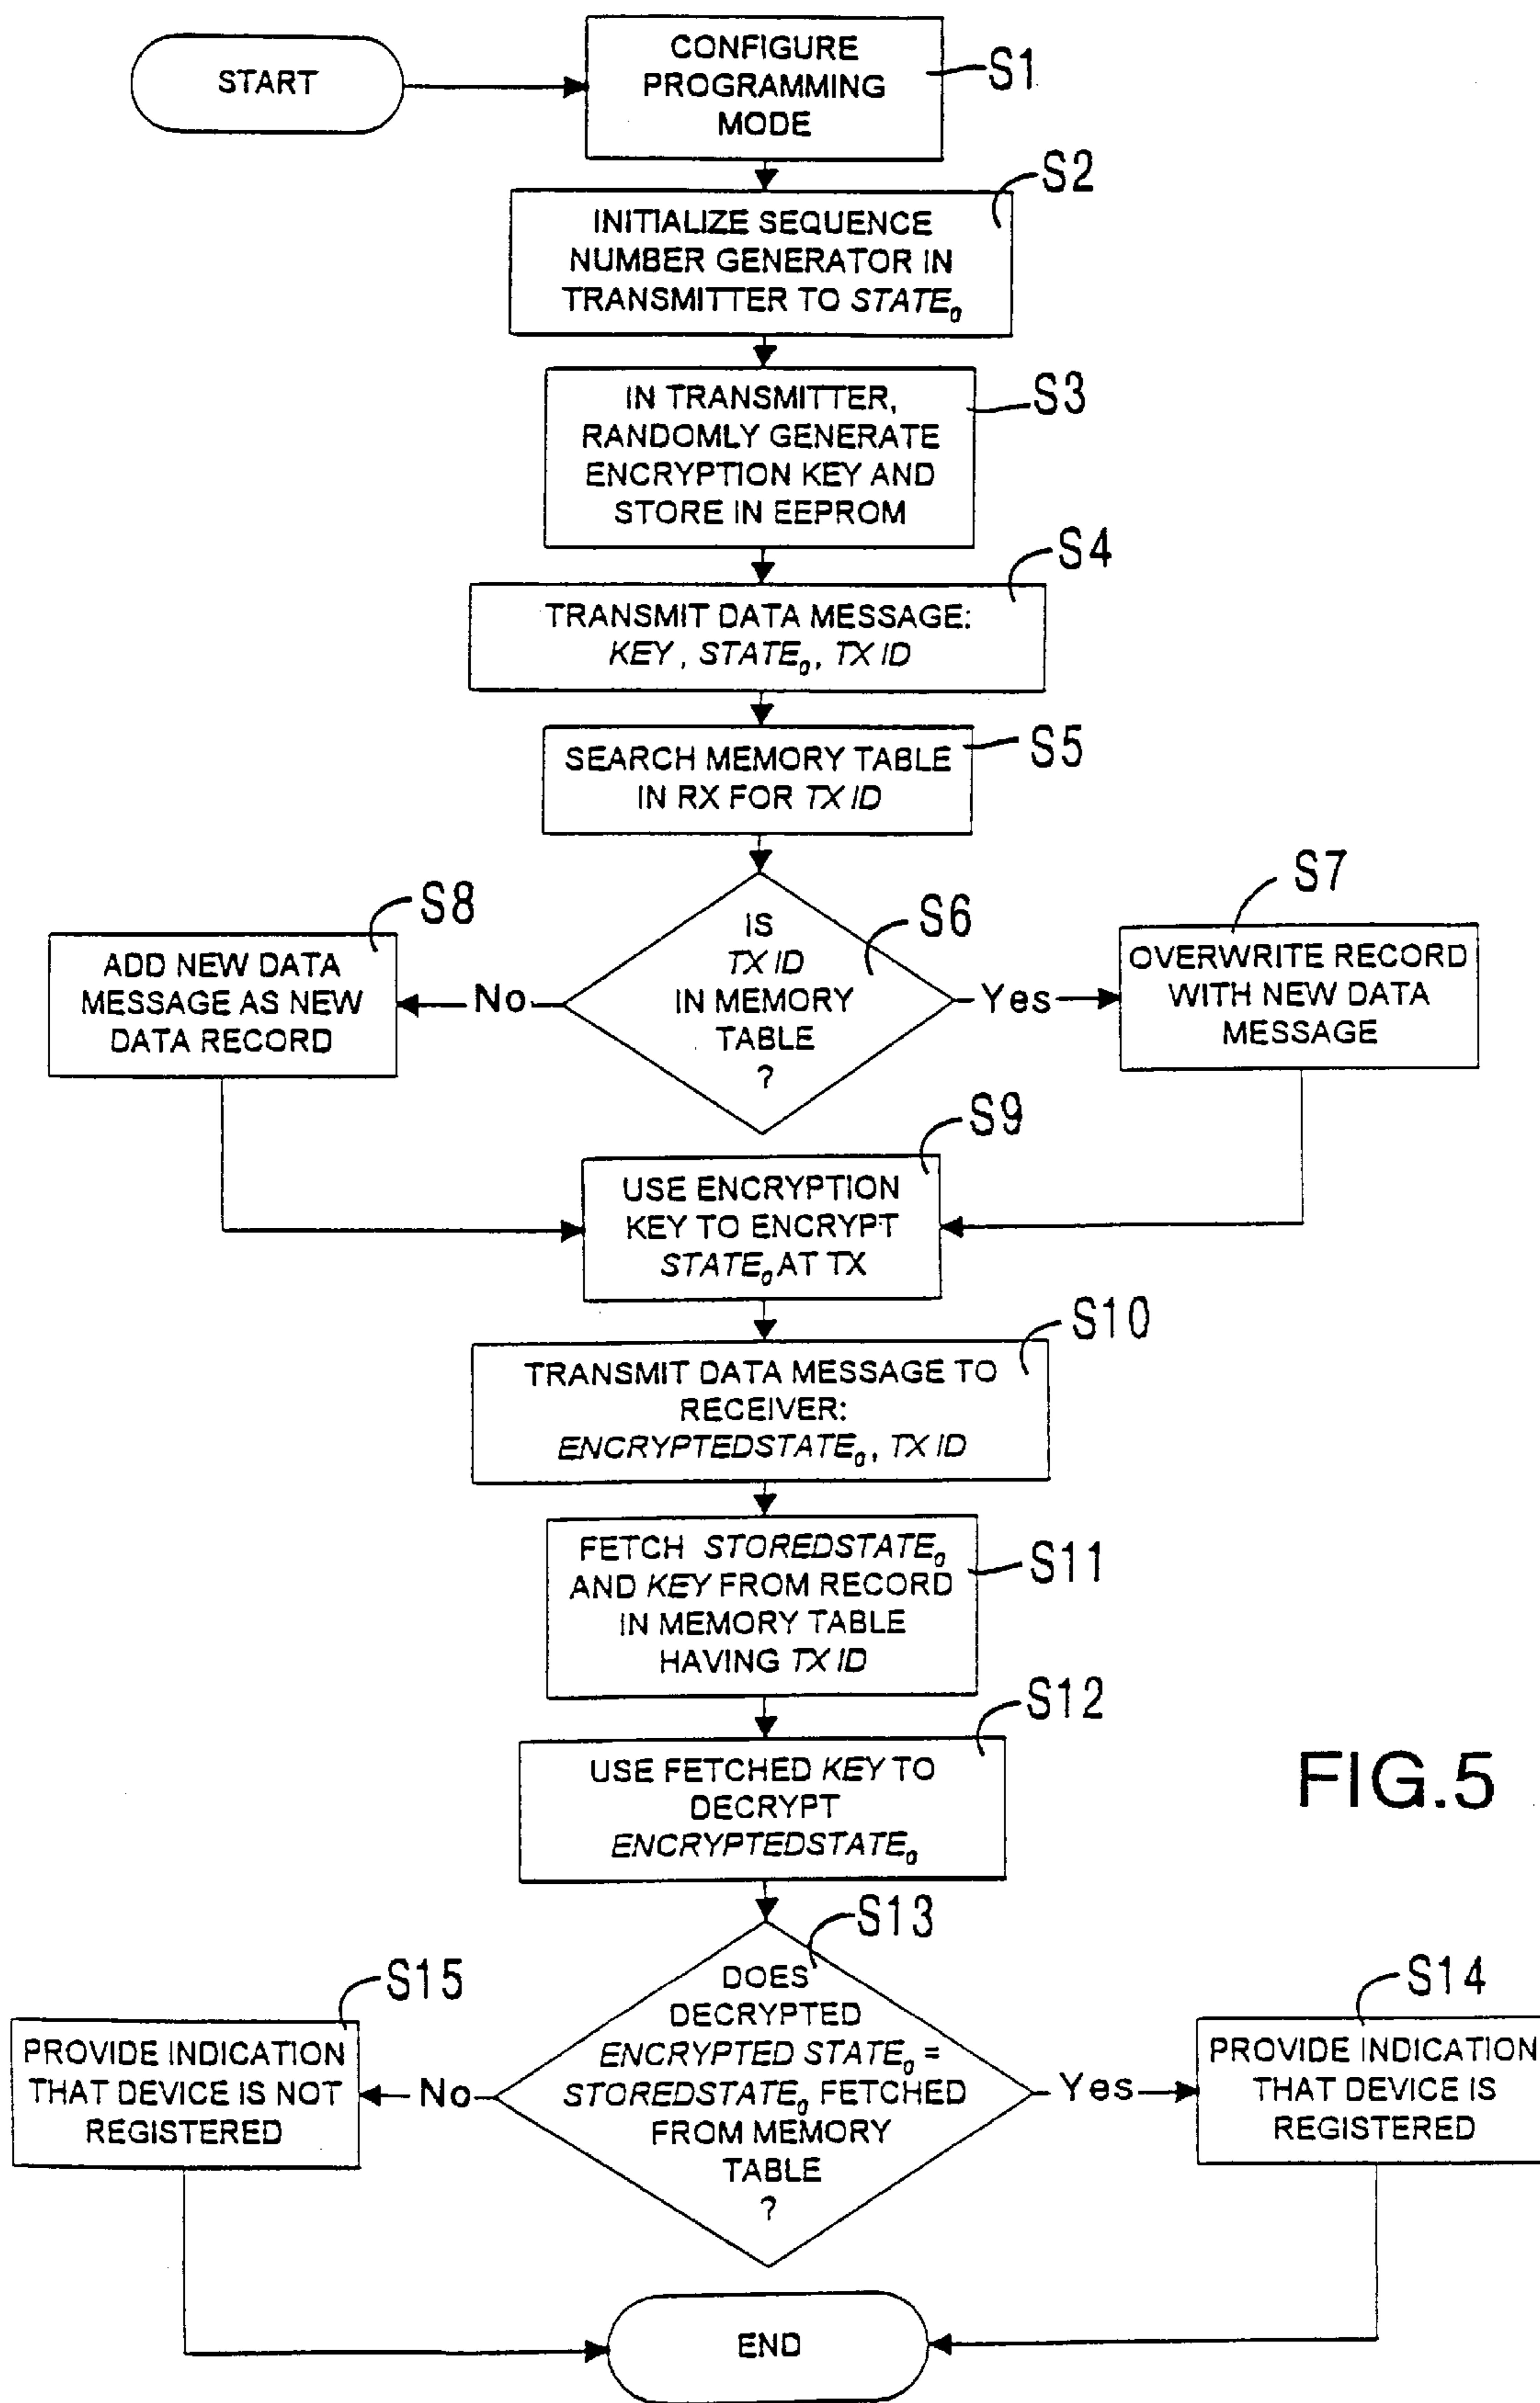 START
CONFIGURE
PROGRAMMING
MODE
S1
INITIALIZE SEQUENCE
NUMBER GENERATOR IN
TRANSMITTER TO STATE₀
S2
IN TRANSMITTER,
RANDOMLY GENERATE
ENCRYPTION KEY AND
STORE IN EEPROM
S3
TRANSMIT DATA MESSAGE:
KEY, STATE₀, TX ID
S4
SEARCH MEMORY TABLE
IN RX FOR TX ID
S5
IS
TX ID
IN MEMORY
TABLE
?
S6
No
Yes
ADD NEW DATA
MESSAGE AS NEW
DATA RECORD
S8
OVERWRITE RECORD
WITH NEW DATA
MESSAGE
S7
USE ENCRYPTION
KEY TO ENCRYPT
STATE₀ AT TX
S9
TRANSMIT DATA MESSAGE TO
RECEIVER:
ENCRYPTEDSTATE₀, TX ID
S10
FETCH STOREDSTATE₀
AND KEY FROM RECORD
IN MEMORY TABLE
HAVING TX ID
S11
USE FETCHED KEY TO
DECRYPT
ENCRYPTEDSTATE₀
S12
FIG.5
DOES
DECRYPTED
ENCRYPTED STATE₀ =
STOREDSTATE₀ FETCHED
FROM MEMORY
TABLE
?
S13
No
Yes
PROVIDE INDICATION
THAT DEVICE IS NOT
REGISTERED
S15
PROVIDE INDICATION
THAT DEVICE IS
REGISTERED
S14
END